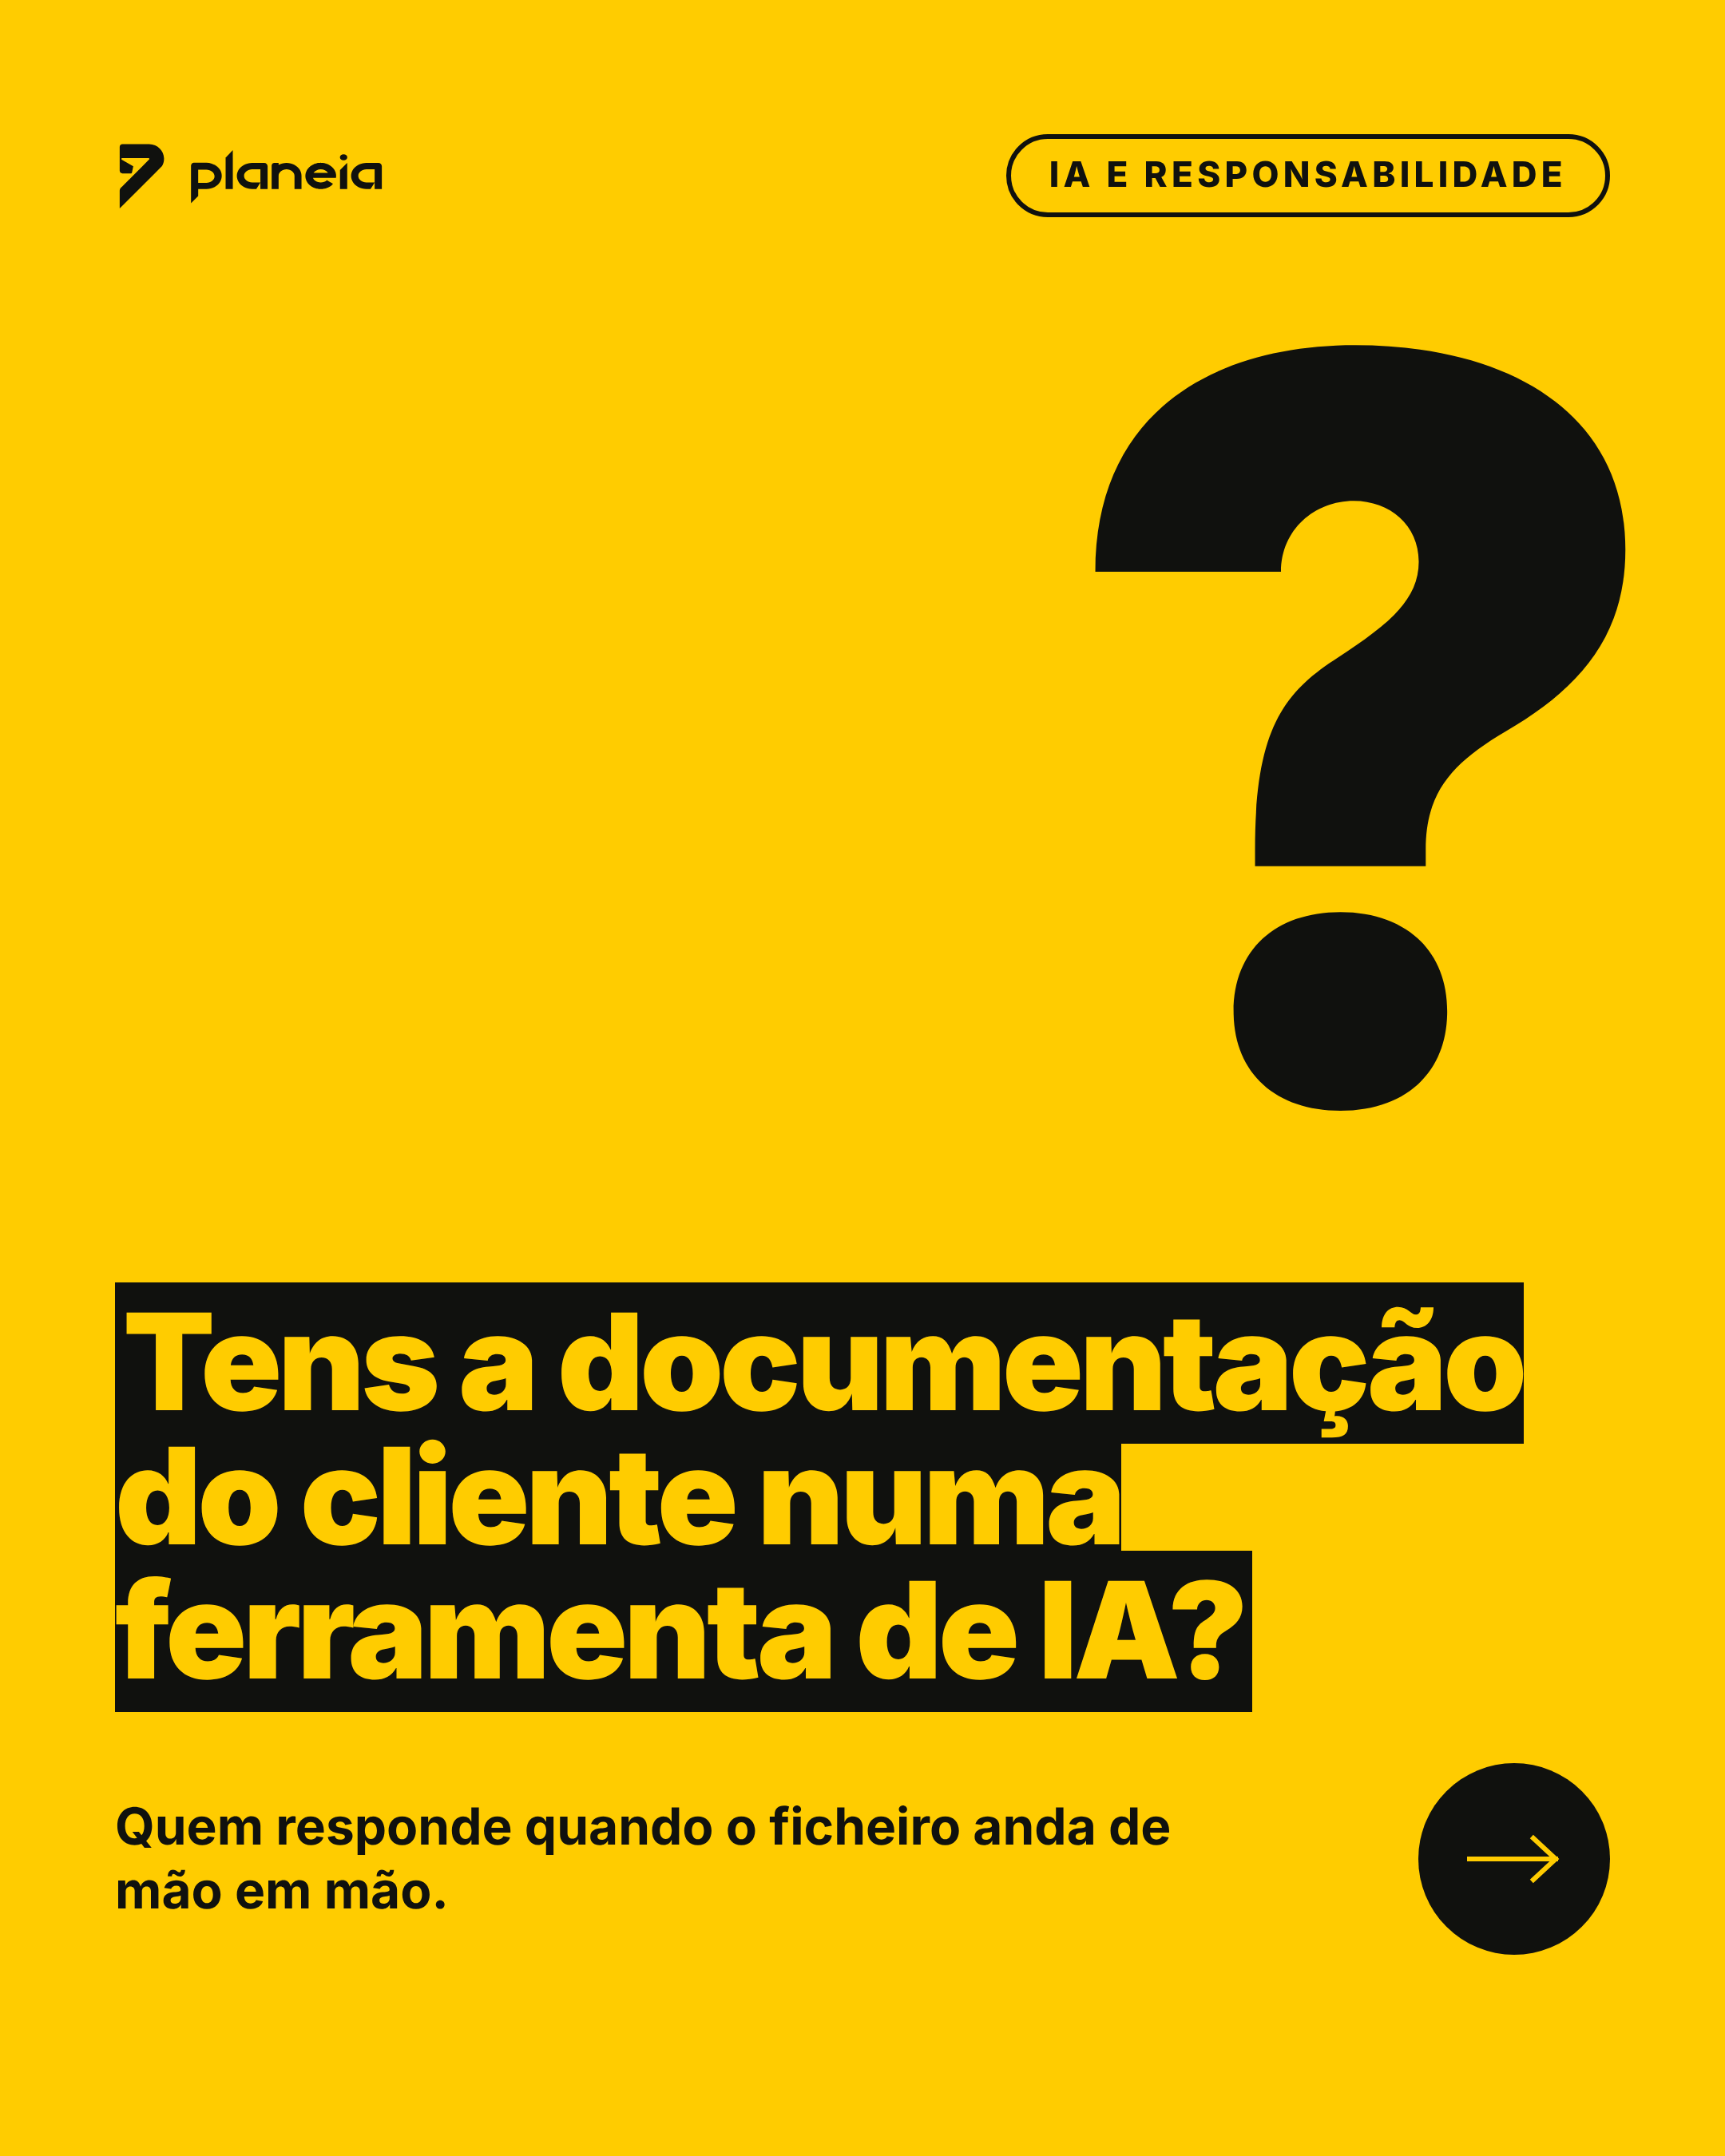 planeia
IA E RESPONSABILIDADE
?
Tens a documentação
do cliente numa
ferramenta de IA?
Quem responde quando o ficheiro anda de
mão em mão.